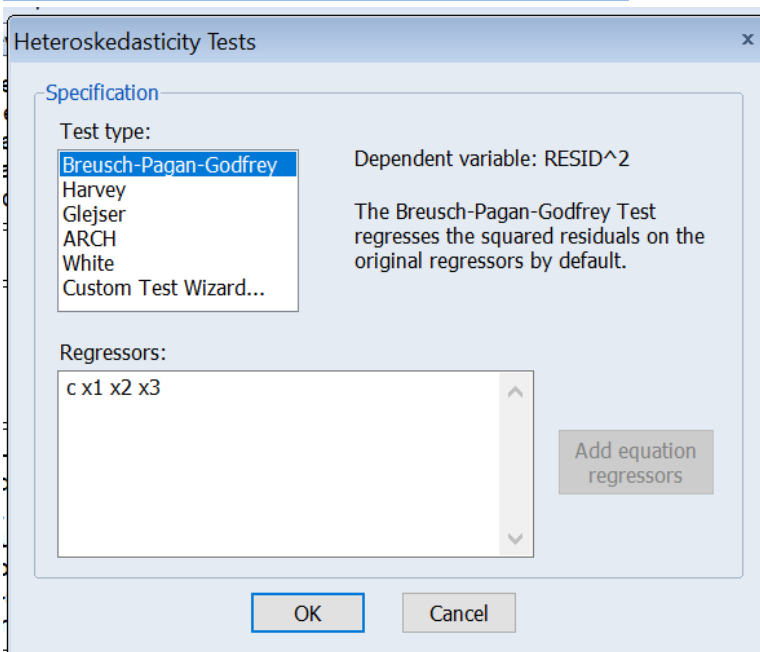 Heteroskedasticity Tests
x
Specification
Test type:
Breusch-Pagan-Godfrey
Harvey
Glejser
ARCH
White
Custom Test Wizard...
Dependent variable: RESID^2
The Breusch-Pagan-Godfrey Test
regresses the squared residuals on the
original regressors by default.
Regressors:
c x1 x2 x3
Add equation
regressors
OK
Cancel